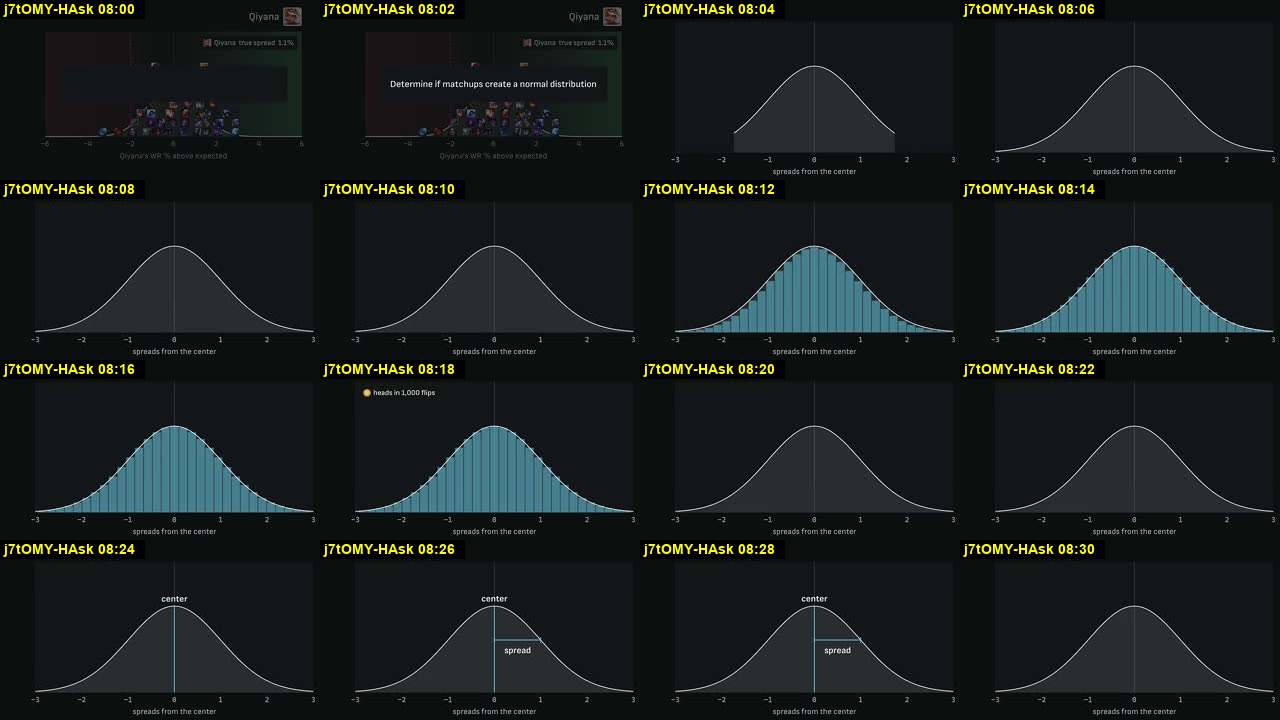 j7tOMY-HAsk 08:00
Qiyana
Qiyana true spread 1.1%
−6 −4 −2 0 2 4 6
Qiyana's WR % above expected
j7tOMY-HAsk 08:02
Qiyana
Qiyana true spread 1.1%
Determine if matchups create a normal distribution
−6 −4 −2 0 2 4 6
Qiyana's WR % above expected
j7tOMY-HAsk 08:04
−3 −2 −1 0 1 2 3
spreads from the center
j7tOMY-HAsk 08:06
−3 −2 −1 0 1 2 3
spreads from the center
j7tOMY-HAsk 08:08
−3 −2 −1 0 1 2 3
spreads from the center
j7tOMY-HAsk 08:10
−3 −2 −1 0 1 2 3
spreads from the center
j7tOMY-HAsk 08:12
−3 −2 −1 0 1 2 3
spreads from the center
j7tOMY-HAsk 08:14
−3 −2 −1 0 1 2 3
spreads from the center
j7tOMY-HAsk 08:16
−3 −2 −1 0 1 2 3
spreads from the center
j7tOMY-HAsk 08:18
heads in 1,000 flips
−3 −2 −1 0 1 2 3
spreads from the center
j7tOMY-HAsk 08:20
−3 −2 −1 0 1 2 3
spreads from the center
j7tOMY-HAsk 08:22
−3 −2 −1 0 1 2 3
spreads from the center
j7tOMY-HAsk 08:24
center
−3 −2 −1 0 1 2 3
spreads from the center
j7tOMY-HAsk 08:26
center
spread
−3 −2 −1 0 1 2 3
spreads from the center
j7tOMY-HAsk 08:28
center
spread
−3 −2 −1 0 1 2 3
spreads from the center
j7tOMY-HAsk 08:30
−3 −2 −1 0 1 2 3
spreads from the center